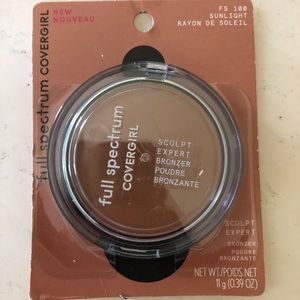 full spectrum COVERGIRL
NEW
NOUVEAU
FS 100
SUNLIGHT
RAYON DE SOLEIL
full spectrum
COVERGIRL
SCULPT
EXPERT
BRONZER
POUDRE
BRONZANTE
SCULPT
EXPERT
BRONZER
POUDRE
BRONZANTE
NET WT./POIDS NET
11 g (0.39 OZ)